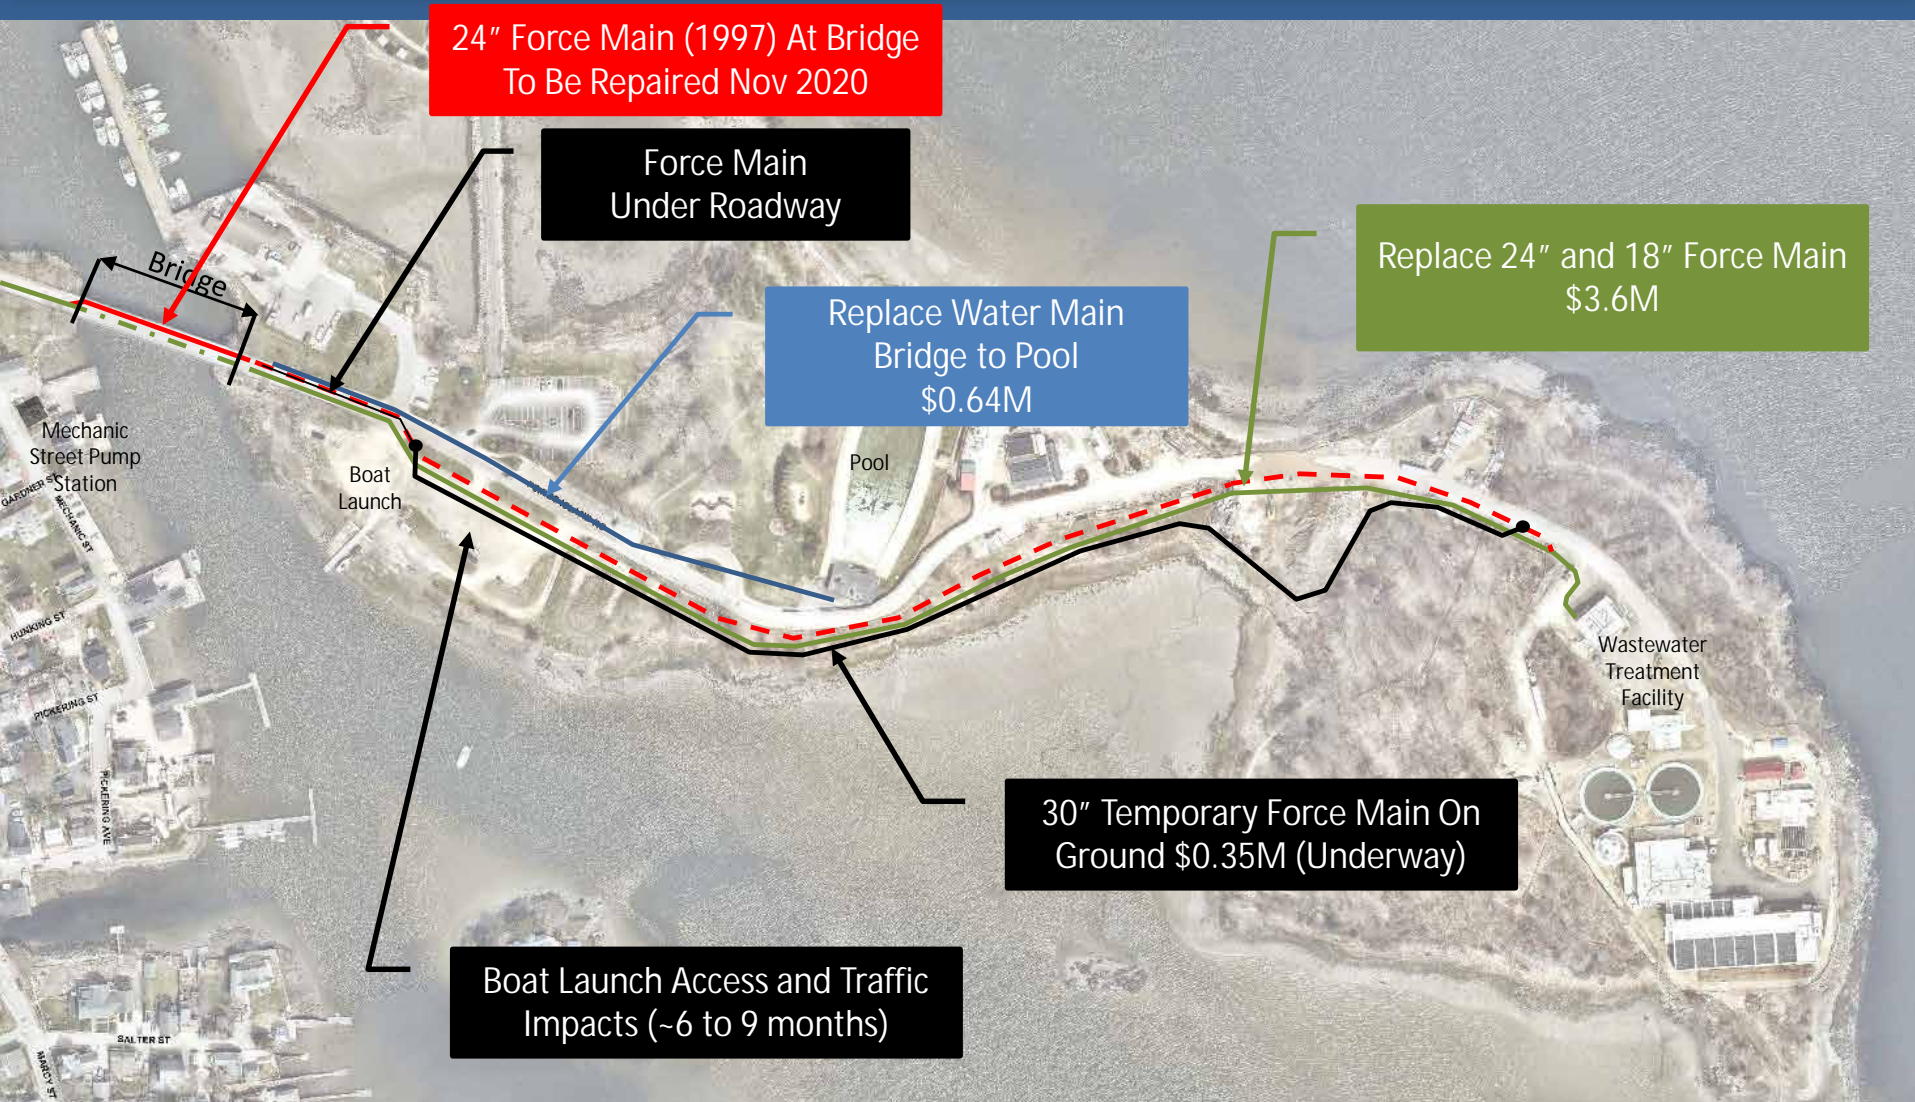 24" Force Main (1997) At Bridge
To Be Repaired Nov 2020
Force Main
Under Roadway
Bridge
Replace 24" and 18" Force Main
$3.6M
Replace Water Main
Bridge to Pool
$0.64M
Mechanic
Street Pump
Station
GARDNER ST
MECHANIC ST
Boat
Launch
Pool
HUNKING ST
Wastewater
Treatment
Facility
PICKERING ST
PICKERING AVE
30" Temporary Force Main On
Ground $0.35M (Underway)
Boat Launch Access and Traffic
Impacts (~6 to 9 months)
SALTER ST
MARCY ST